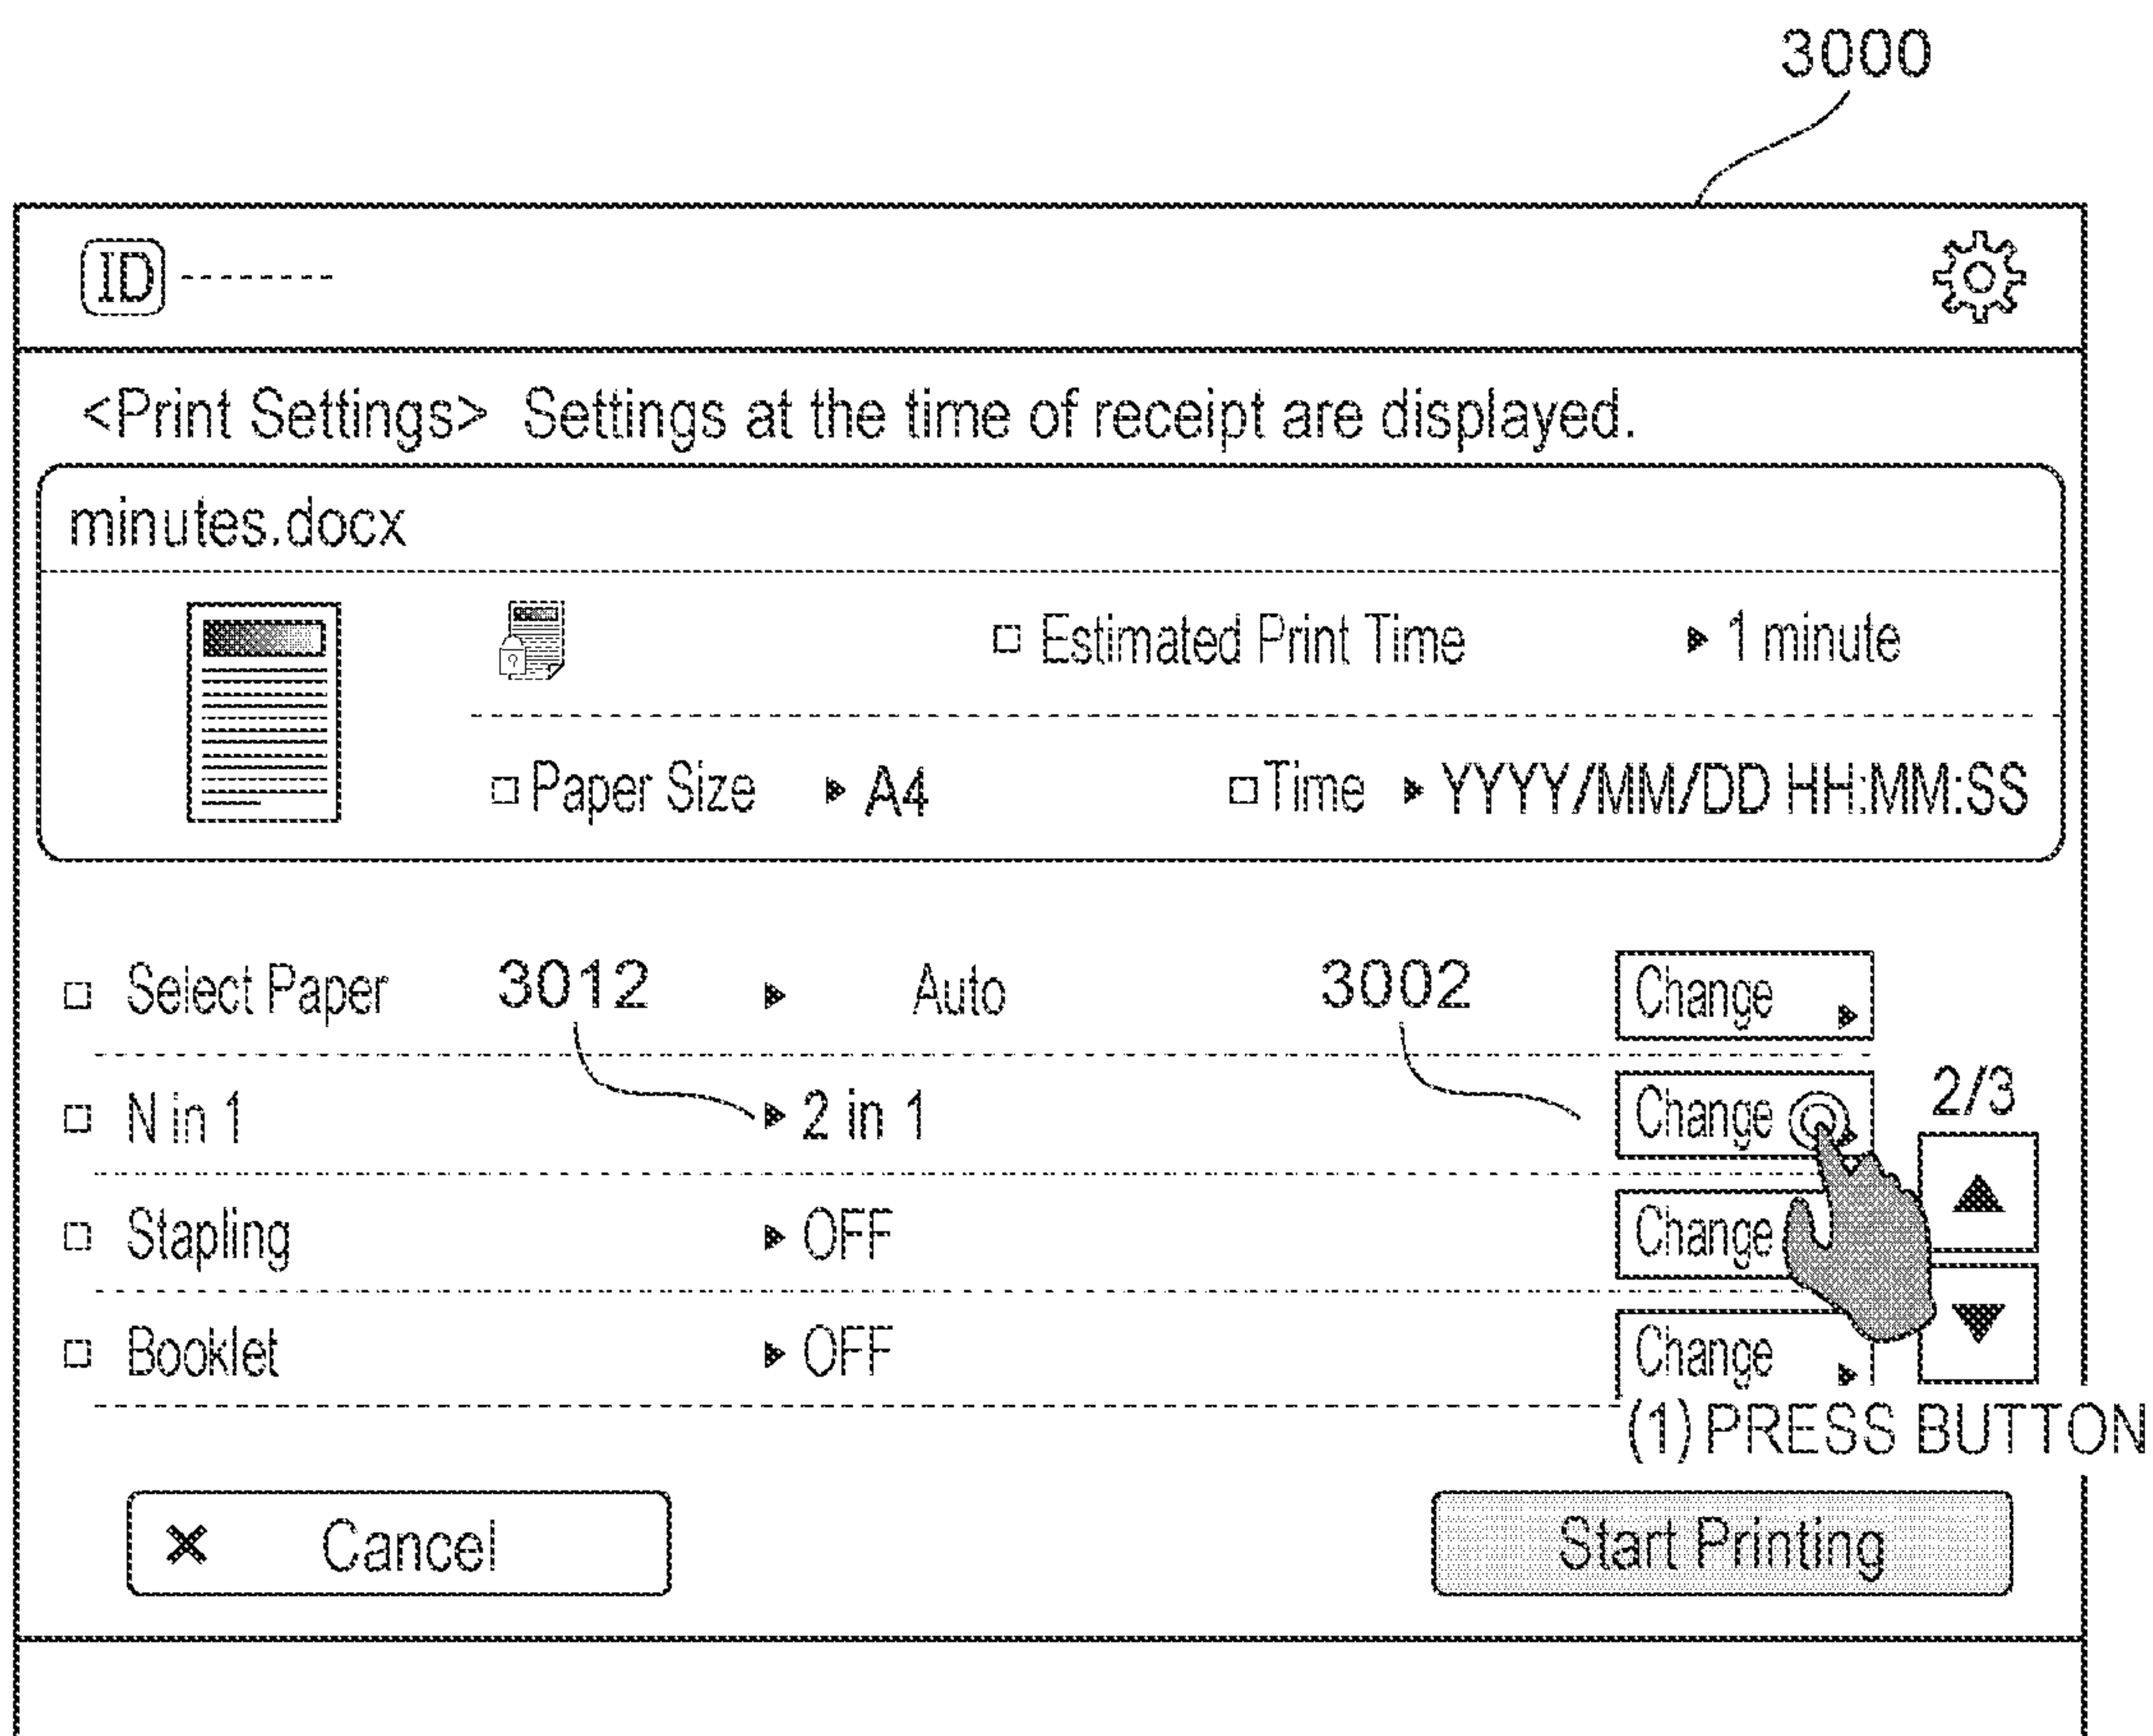 3000
ID --------
<Print Settings> Settings at the time of receipt are displayed.
minutes.docx
□ Estimated Print Time ▶ 1 minute
□ Paper Size ▶ A4 □Time ▶ YYYY/MM/DD HH:MM:SS
□ Select Paper 3012 ▶ Auto 3002 Change ▶
□ N in 1 ▶ 2 in 1 Change 2/3
□ Stapling ▶ OFF Change
□ Booklet ▶ OFF Change ▶
(1) PRESS BUTTON
× Cancel Start Printing